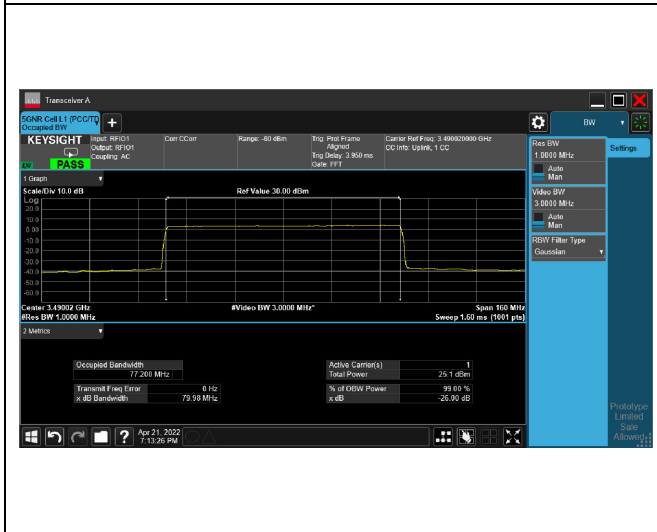 Transceiver A
5GNR Cell L1 (PCC/TD
Occupied BW
KEYSIGHT
PASS
Input: RFIO1
Output: RFIO1
Coupling: AC
Corr CCorr
Range: -60 dBm
Trig: Prot Frame
Aligned
Trig Delay: 3.950 ms
Gate: FFT
Carrier Ref Freq: 3.490020000 GHz
CC Info: Uplink, 1 CC
BW
Res BW
1.0000 MHz
Auto
Man
Video BW
3.0000 MHz
Auto
Man
RBW Filter Type
Gaussian
Settings
1 Graph
Scale/Div 10.0 dB
Ref Value 30.00 dBm
Log
20.0
10.0
0.00
-10.0
-20.0
-30.0
-40.0
-50.0
-60.0
Center 3.49002 GHz
#Video BW 3.0000 MHz*
Span 160 MHz
#Res BW 1.0000 MHz
Sweep 1.60 ms (1001 pts)
2 Metrics
Occupied Bandwidth
77.200 MHz
Active Carrier(s) 1
Total Power 25.1 dBm
Transmit Freq Error 0 Hz
x dB Bandwidth 79.98 MHz
% of OBW Power 99.00 %
x dB -26.00 dB
Prototype
Limited
Sale
Allowed
?
Apr 21, 2022
7:13:26 PM